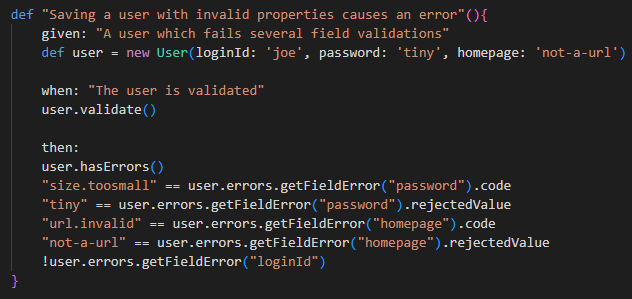 def "Saving a user with invalid properties causes an error"(){
given: "A user which fails several field validations"
def user = new User(loginId: 'joe', password: 'tiny', homepage: 'not-a-url')
when: "The user is validated"
user.validate()
then:
user.hasErrors()
"size.toosmall" == user.errors.getFieldError("password").code
"tiny" == user.errors.getFieldError("password").rejectedValue
"url.invalid" == user.errors.getFieldError("homepage").code
"not-a-url" == user.errors.getFieldError("homepage").rejectedValue
!user.errors.getFieldError("loginId")
}